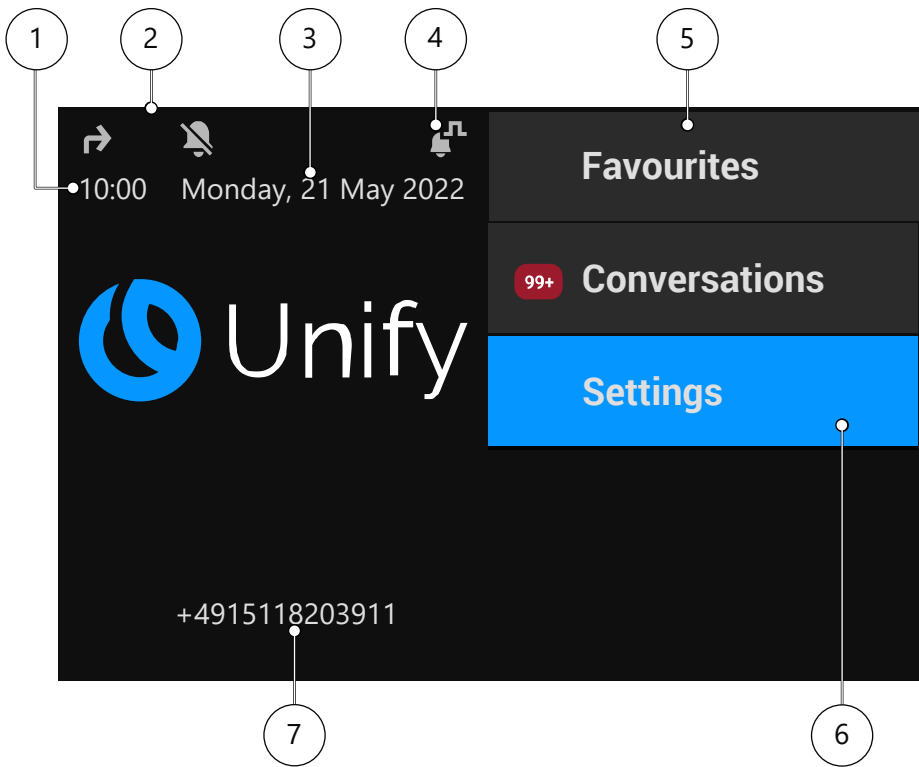 1
2
3
4
5
10:00 Monday, 21 May 2022
Favourites
99+ Conversations
Unify
Settings
+4915118203911
7
6